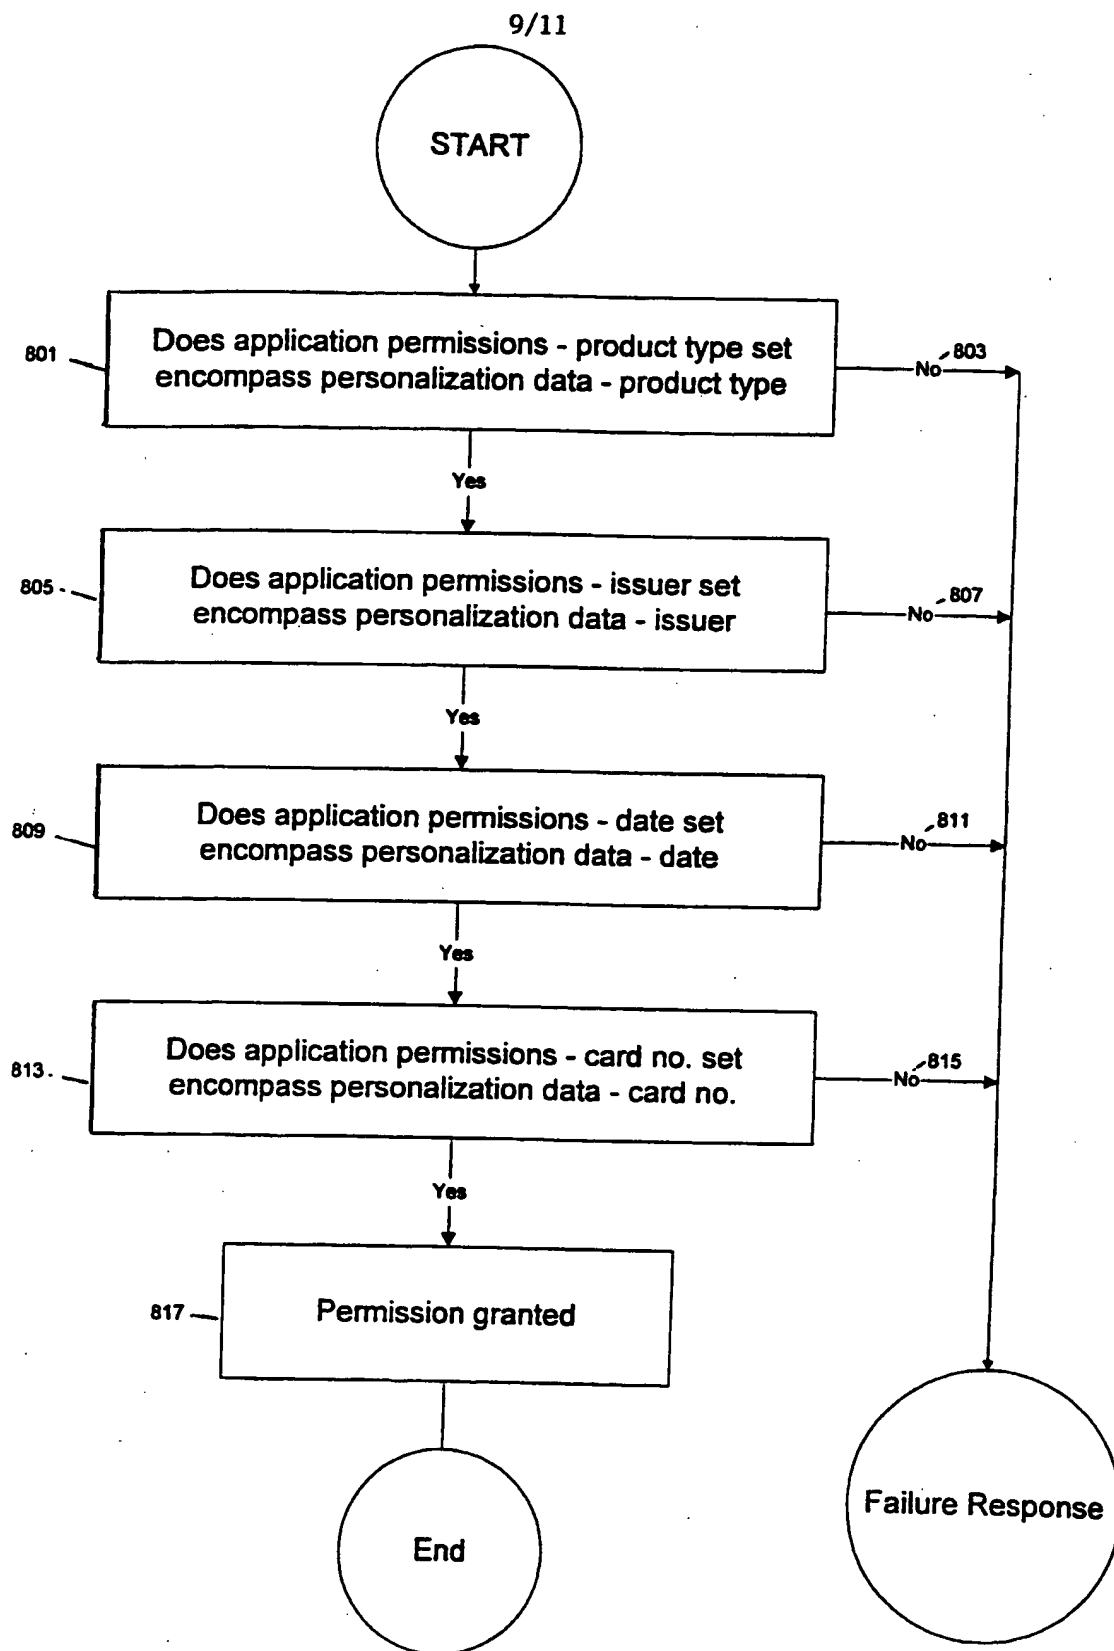 9/11
START
801
Does application permissions - product type set
encompass personalization data - product type
No
803
Yes
805
Does application permissions - issuer set
encompass personalization data - issuer
No
807
Yes
809
Does application permissions - date set
encompass personalization data - date
No
811
Yes
813
Does application permissions - card no. set
encompass personalization data - card no.
No
815
Yes
817
Permission granted
End
Failure Response